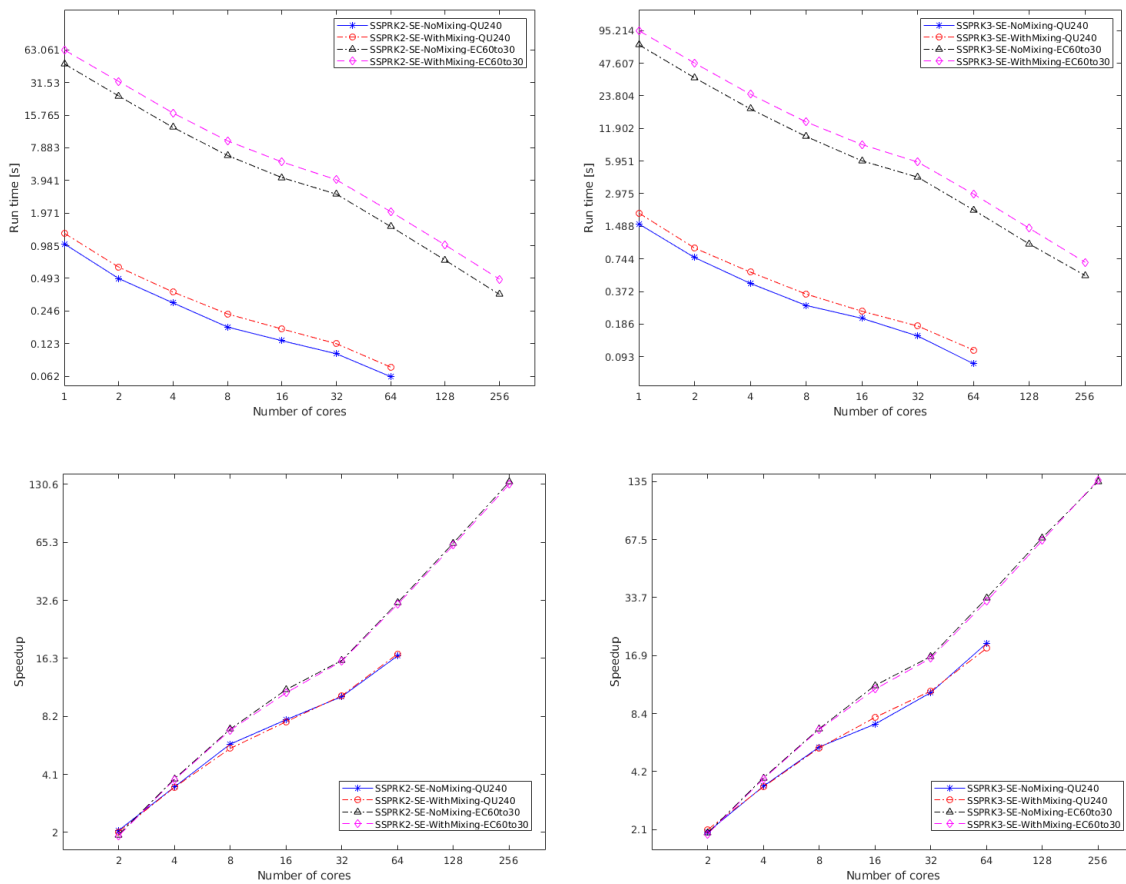 SSPRK2-SE-NoMixing-QU240
SSPRK2-SE-WithMixing-QU240
SSPRK2-SE-NoMixing-EC60to30
SSPRK2-SE-WithMixing-EC60to30
63.061
31.53
15.765
7.883
3.941
1.971
0.985
0.493
0.246
0.123
0.062
Run time [s]
1 2 4 8 16 32 64 128 256
Number of cores
SSPRK3-SE-NoMixing-QU240
SSPRK3-SE-WithMixing-QU240
SSPRK3-SE-NoMixing-EC60to30
SSPRK3-SE-WithMixing-EC60to30
95.214
47.607
23.804
11.902
5.951
2.975
1.488
0.744
0.372
0.186
0.093
Run time [s]
1 2 4 8 16 32 64 128 256
Number of cores
130.6
65.3
32.6
16.3
8.2
4.1
2
Speedup
SSPRK2-SE-NoMixing-QU240
SSPRK2-SE-WithMixing-QU240
SSPRK2-SE-NoMixing-EC60to30
SSPRK2-SE-WithMixing-EC60to30
2 4 8 16 32 64 128 256
Number of cores
135
67.5
33.7
16.9
8.4
4.2
2.1
Speedup
SSPRK3-SE-NoMixing-QU240
SSPRK3-SE-WithMixing-QU240
SSPRK3-SE-NoMixing-EC60to30
SSPRK3-SE-WithMixing-EC60to30
2 4 8 16 32 64 128 256
Number of cores